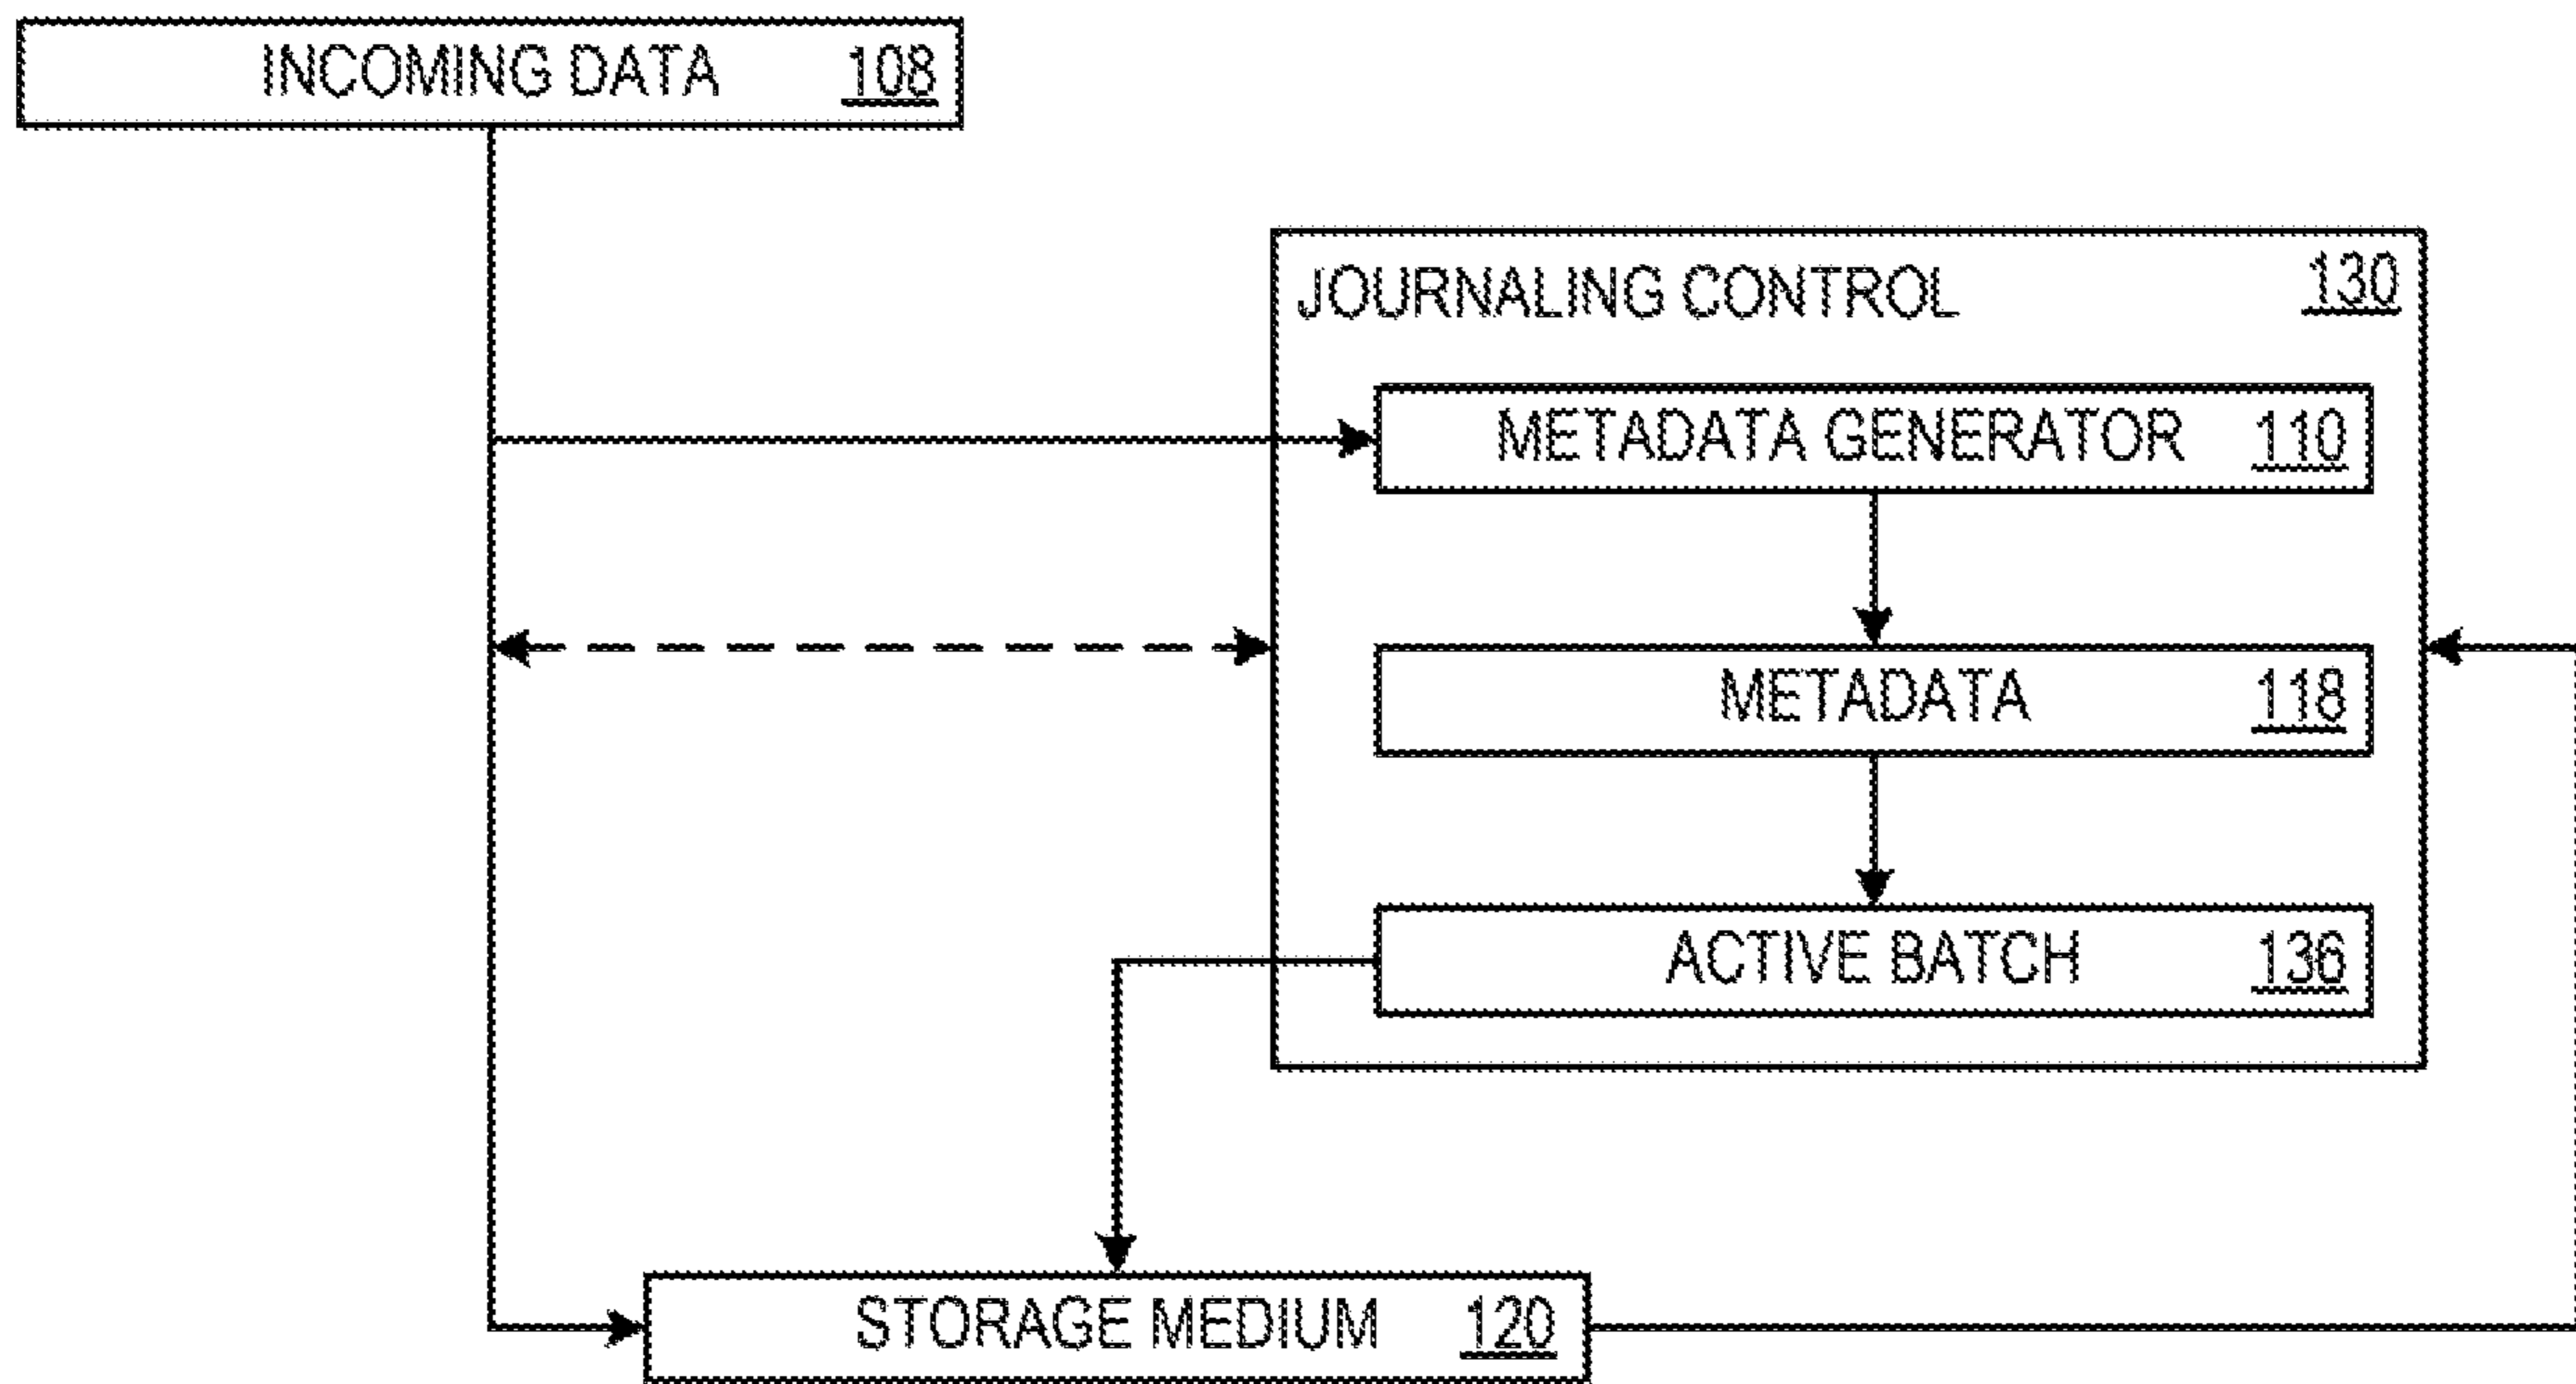 INCOMING DATA 108
JOURNALING CONTROL 130
METADATA GENERATOR 110
METADATA 118
ACTIVE BATCH 136
STORAGE MEDIUM 120